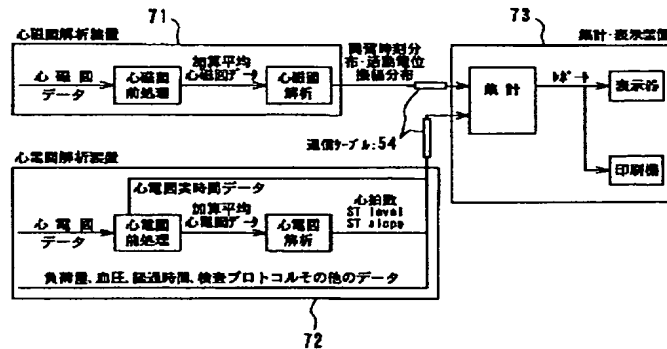 71
心磁図解析装置
心磁図
データ
心磁図
前処理
加算平均
心磁図データ
心磁図
解析
興奮時刻分
布・活動電位
振幅分布
通信ケーブル:54
73
集計・表示装置
集計
レポート
表示器
印刷機
心電図解析装置
心電図実時間データ
心電図
データ
心電図
前処理
加算平均
心電図データ
心電図
解析
心拍数
ST level
ST slope
負荷量、血圧、経過時間、検査プロトコルその他のデータ
72